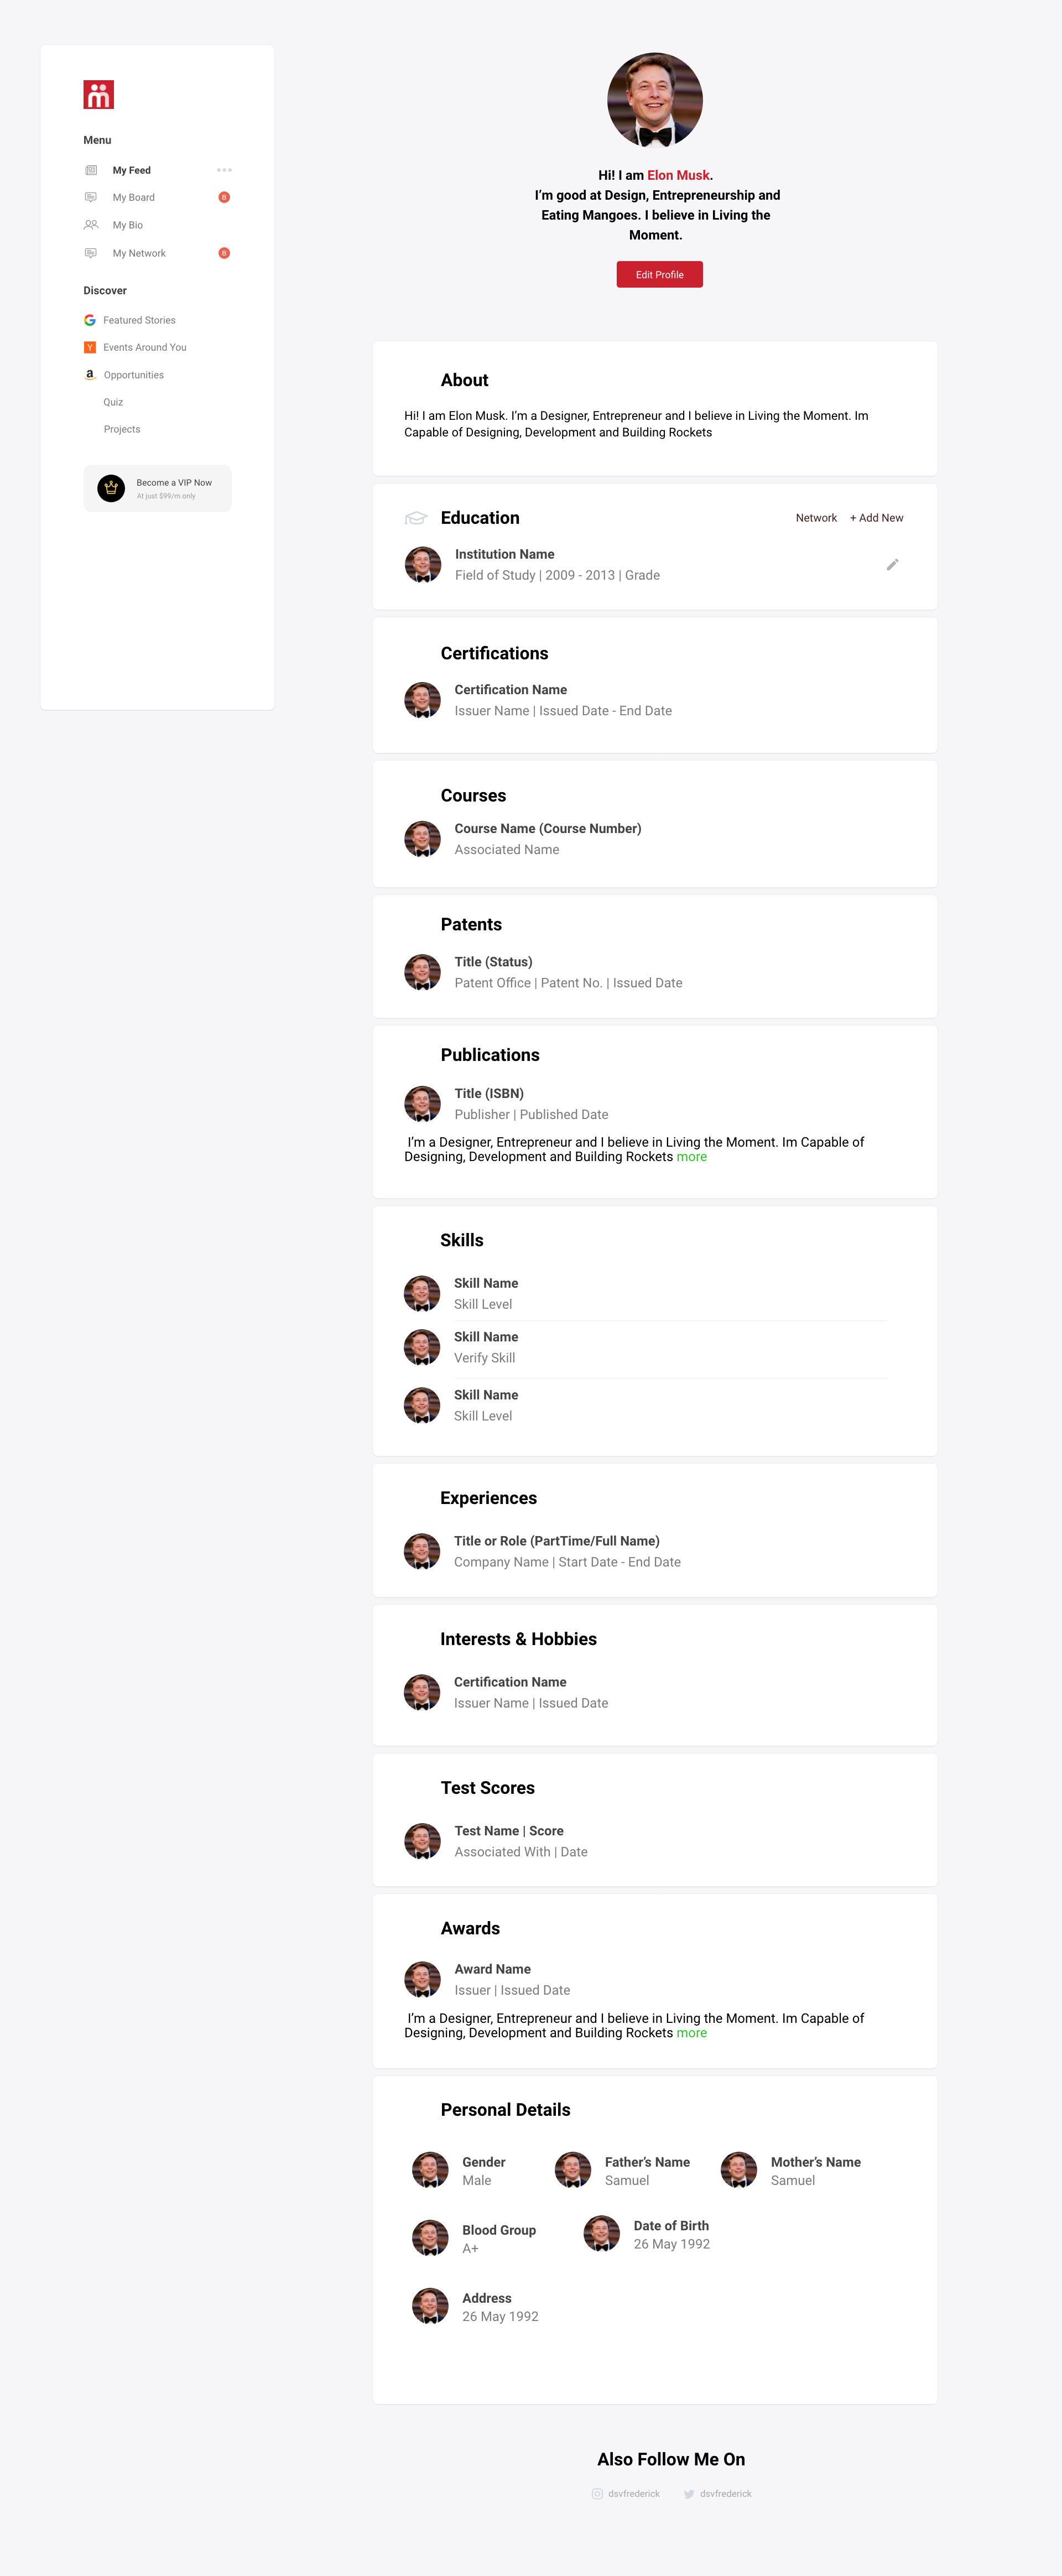 Menu
My Feed
My Board 8
My Bio
My Network 8
Discover
Featured Stories
Y Events Around You
a Opportunities
Quiz
Projects
Become a VIP Now
At just $99/m only
Hi! I am Elon Musk.
I’m good at Design, Entrepreneurship and
Eating Mangoes. I believe in Living the
Moment.
Edit Profile
About
Hi! I am Elon Musk. I’m a Designer, Entrepreneur and I believe in Living the Moment. Im
Capable of Designing, Development and Building Rockets
Education Network + Add New
Institution Name
Field of Study | 2009 - 2013 | Grade
Certifications
Certification Name
Issuer Name | Issued Date - End Date
Courses
Course Name (Course Number)
Associated Name
Patents
Title (Status)
Patent Office | Patent No. | Issued Date
Publications
Title (ISBN)
Publisher | Published Date
I’m a Designer, Entrepreneur and I believe in Living the Moment. Im Capable of
Designing, Development and Building Rockets more
Skills
Skill Name
Skill Level
Skill Name
Verify Skill
Skill Name
Skill Level
Experiences
Title or Role (PartTime/Full Name)
Company Name | Start Date - End Date
Interests & Hobbies
Certification Name
Issuer Name | Issued Date
Test Scores
Test Name | Score
Associated With | Date
Awards
Award Name
Issuer | Issued Date
I’m a Designer, Entrepreneur and I believe in Living the Moment. Im Capable of
Designing, Development and Building Rockets more
Personal Details
Gender Father’s Name Mother’s Name
Male Samuel Samuel
Blood Group Date of Birth
A+ 26 May 1992
Address
26 May 1992
Also Follow Me On
dsvfrederick dsvfrederick